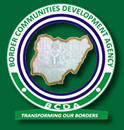 BORDER COMMUNITIES DEVELOPMENT AGENCY
BCDA
TRANSFORMING OUR BORDERS